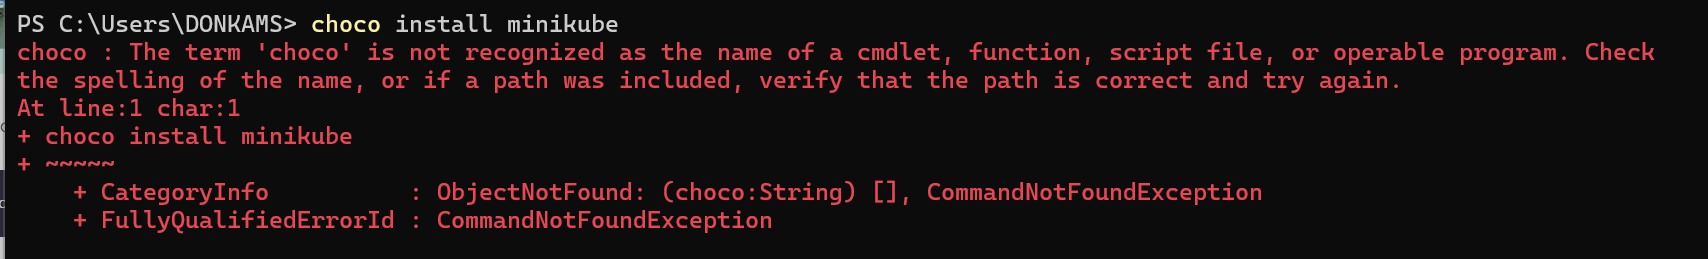 PS C:\Users\DONKAMS> choco install minikube
choco : The term 'choco' is not recognized as the name of a cmdlet, function, script file, or operable program. Check
the spelling of the name, or if a path was included, verify that the path is correct and try again.
At line:1 char:1
+ choco install minikube
+ ~~~~~
    + CategoryInfo          : ObjectNotFound: (choco:String) [], CommandNotFoundException
    + FullyQualifiedErrorId : CommandNotFoundException